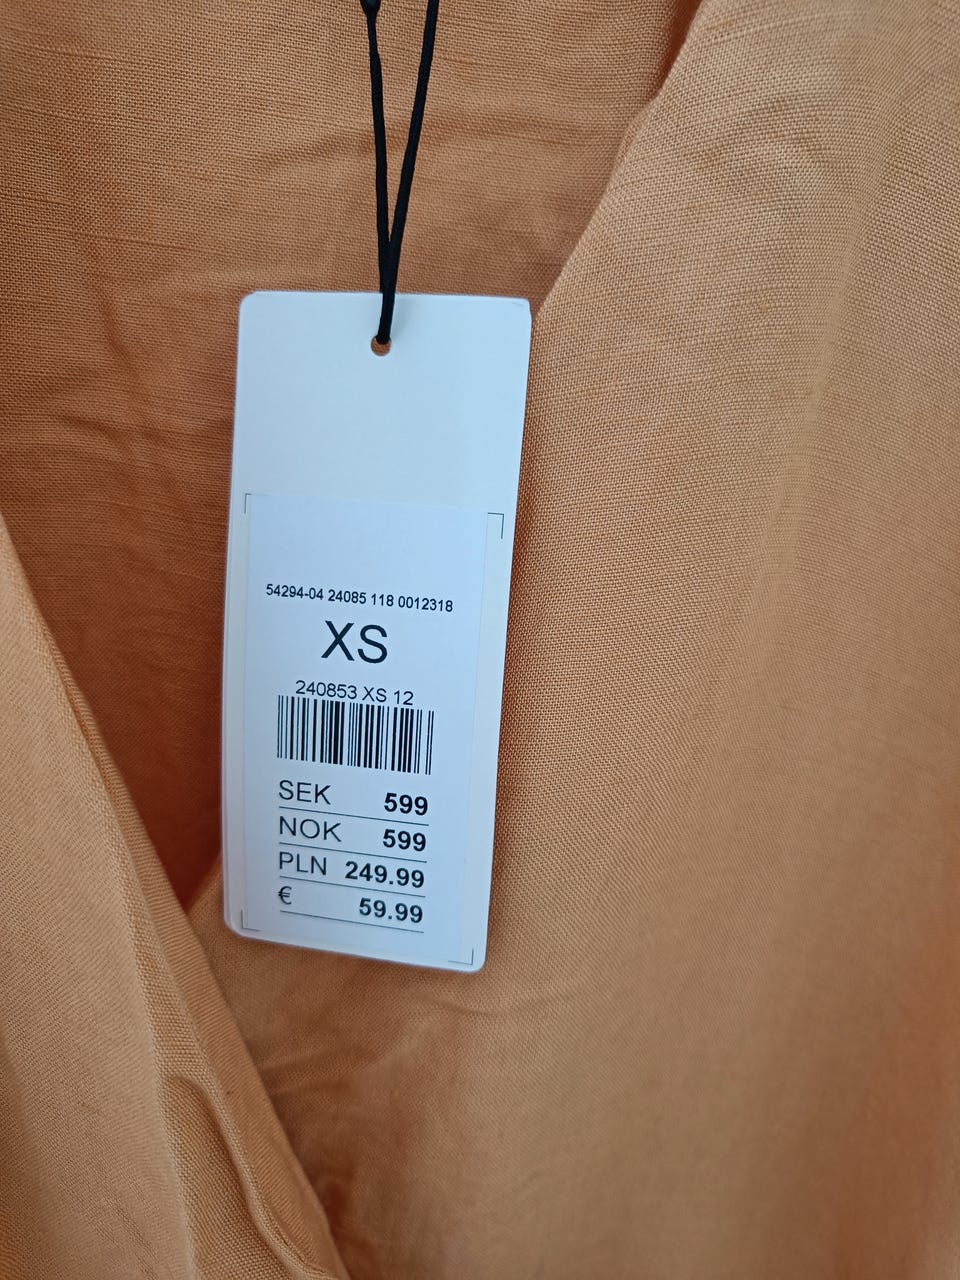 54294-04 24085 118 0012318
XS
240853 XS 12
SEK 599
NOK 599
PLN 249.99
€ 59.99